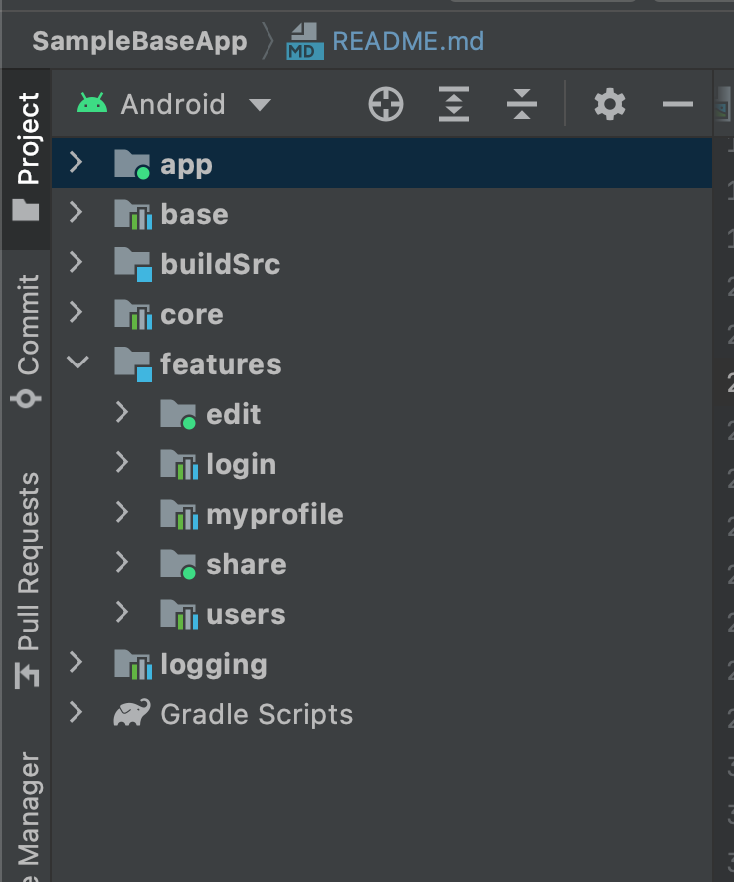 SampleBaseApp
README.md
MD
Android
Project
Commit
Pull Requests
e Manager
app
base
buildSrc
core
features
edit
login
myprofile
share
users
logging
Gradle Scripts